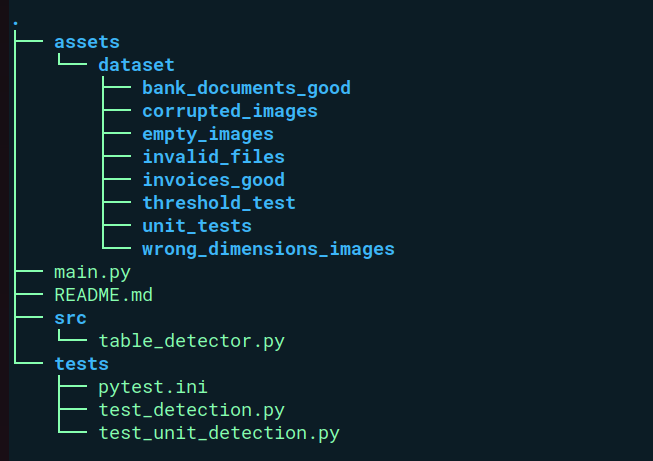 .
assets
dataset
bank_documents_good
corrupted_images
empty_images
invalid_files
invoices_good
threshold_test
unit_tests
wrong_dimensions_images
main.py
README.md
src
table_detector.py
tests
pytest.ini
test_detection.py
test_unit_detection.py